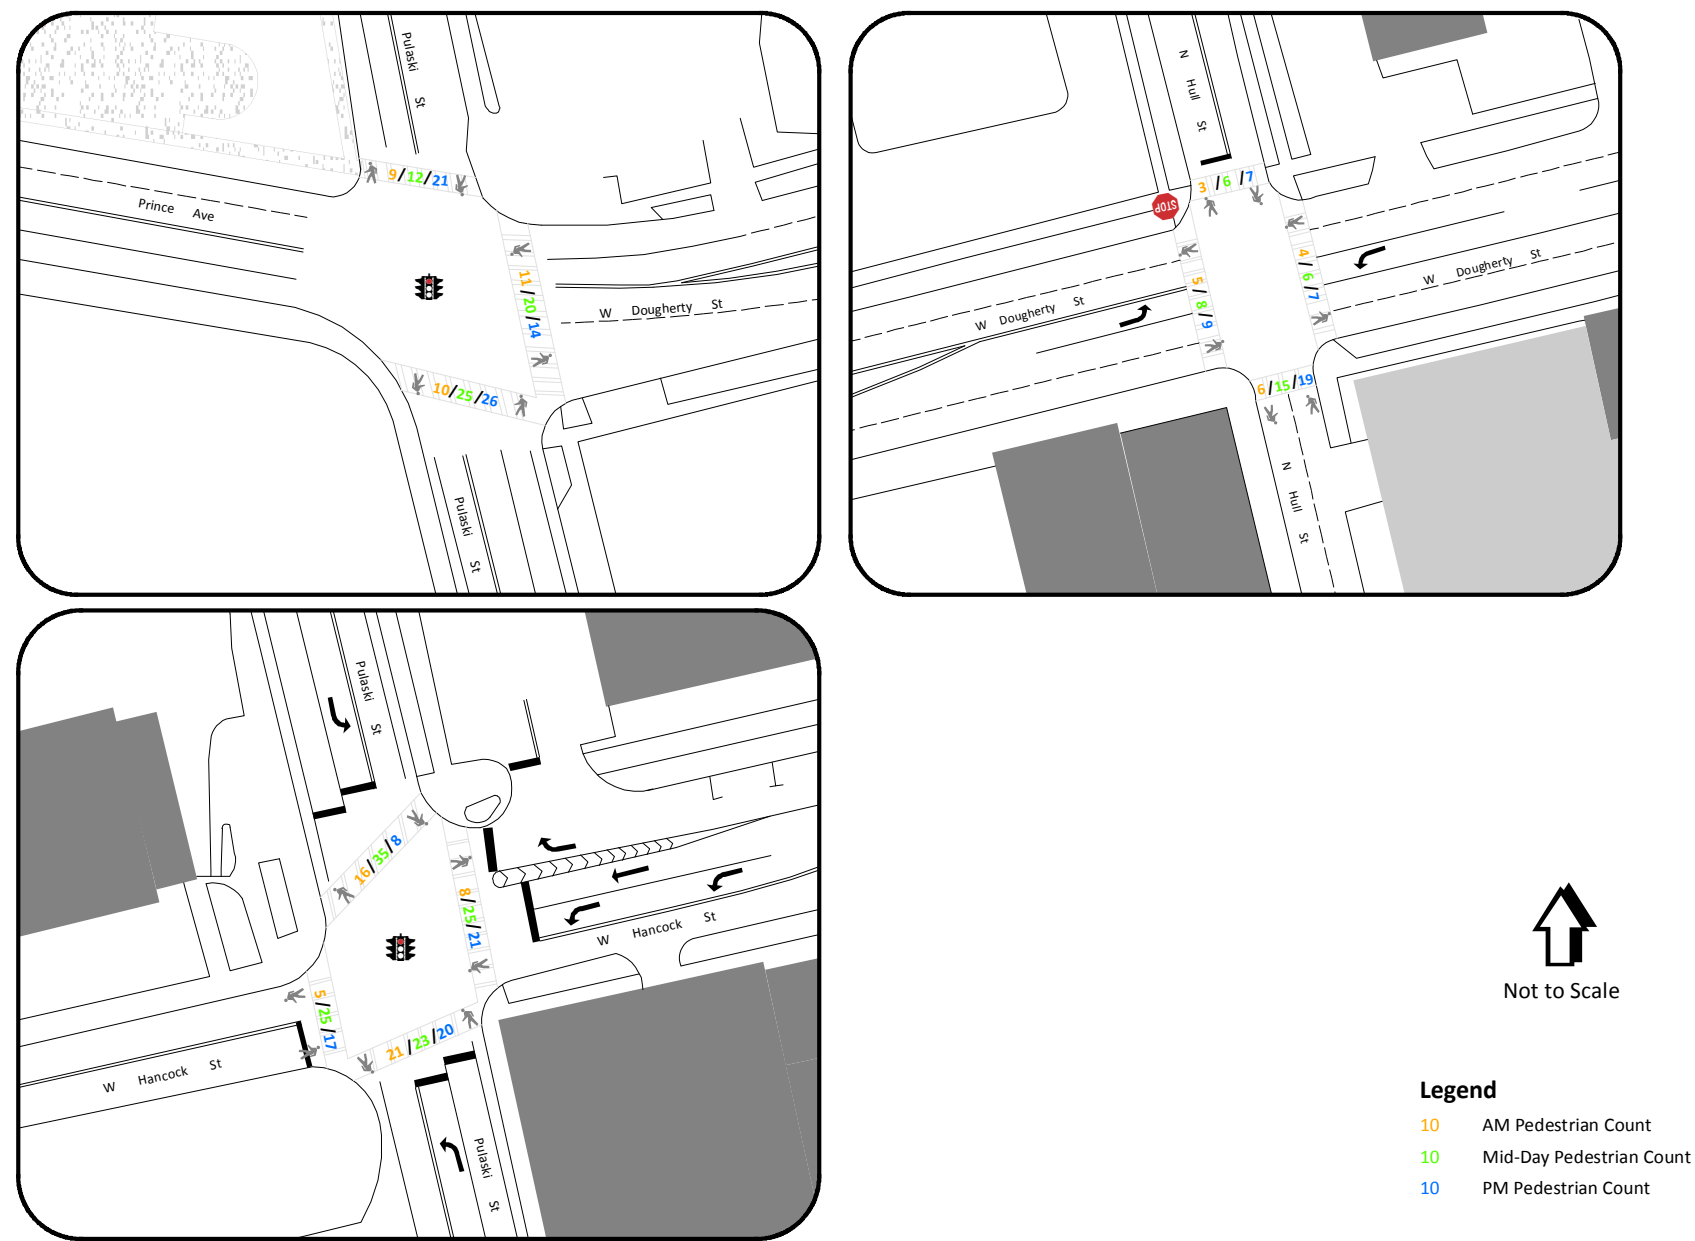 Pulaski St
9/12/21
Prince Ave
11/20/14
W Dougherty St
10/25/26
Pulaski St
N Hull St
3/6/7
STOP
4/6/7
5/8/9
W Dougherty St
W Dougherty St
6/15/19
N Hull St
Pulaski St
16/35/8
8/25/21
W Hancock St
5/25/17
21/23/20
W Hancock St
Pulaski St
Not to Scale
Legend
10 AM Pedestrian Count
10 Mid-Day Pedestrian Count
10 PM Pedestrian Count